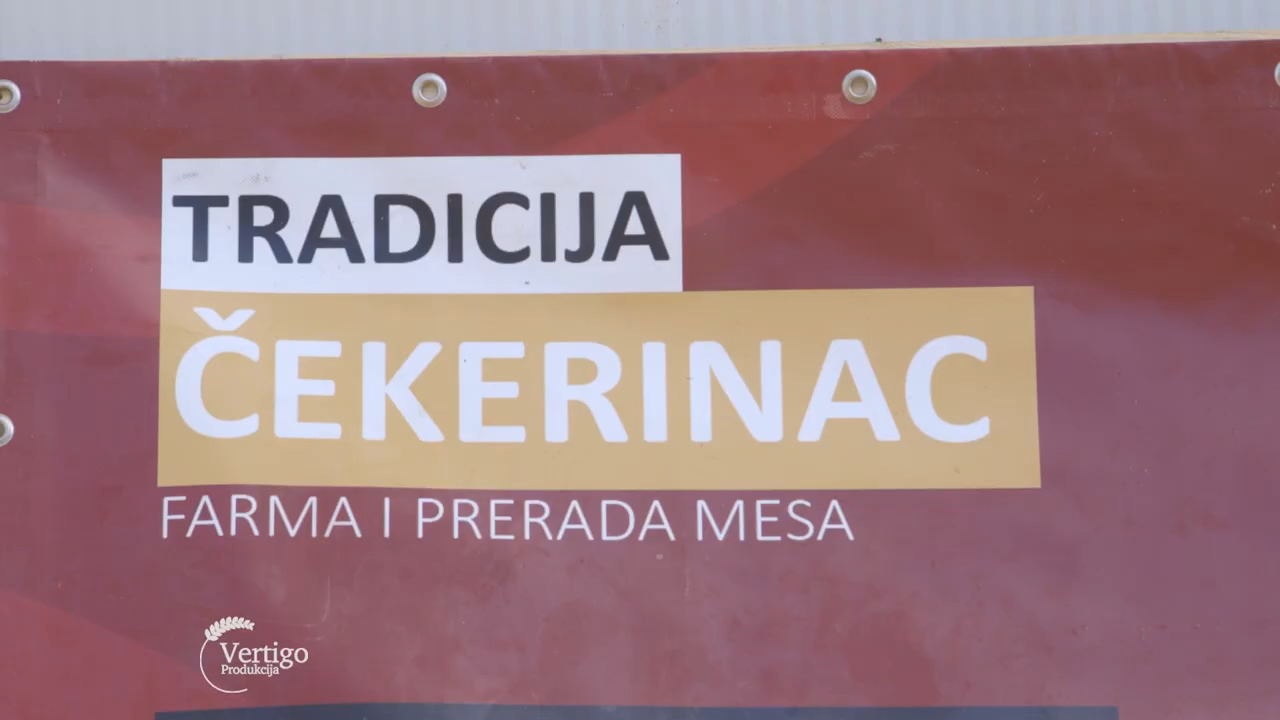 TRADICIJA
ČEKERINAC
FARMA I PRERADA MESA
Vertigo
Produkcija